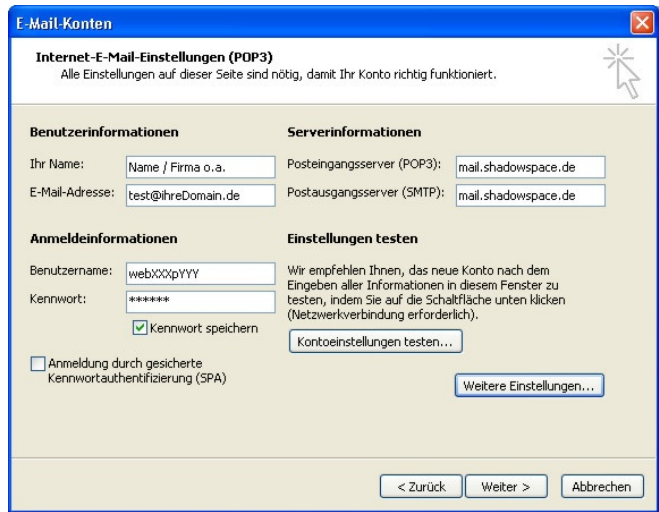 E-Mail-Konten
Internet-E-Mail-Einstellungen (POP3)
Alle Einstellungen auf dieser Seite sind nötig, damit Ihr Konto richtig funktioniert.
Benutzerinformationen
Ihr Name:
Name / Firma o.a.
E-Mail-Adresse:
test@ihreDomain.de
Serverinformationen
Posteingangsserver (POP3):
mail.shadowspace.de
Postausgangsserver (SMTP):
mail.shadowspace.de
Anmeldeinformationen
Benutzername:
webXXXpYYY
Kennwort:
******
Kennwort speichern
Anmeldung durch gesicherte
Kennwortauthentifizierung (SPA)
Einstellungen testen
Wir empfehlen Ihnen, das neue Konto nach dem
Eingeben aller Informationen in diesem Fenster zu
testen, indem Sie auf die Schaltfläche unten klicken
(Netzwerkverbindung erforderlich).
Kontoeinstellungen testen...
Weitere Einstellungen...
< Zurück
Weiter >
Abbrechen